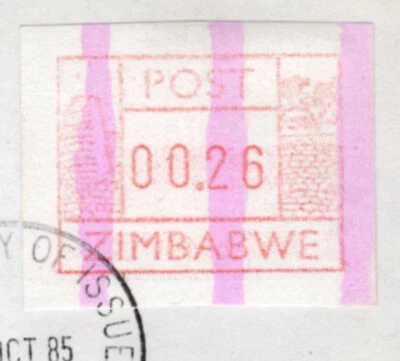 POST
00.26
ZIMBABWE
Y OF ISSUE
OCT 85